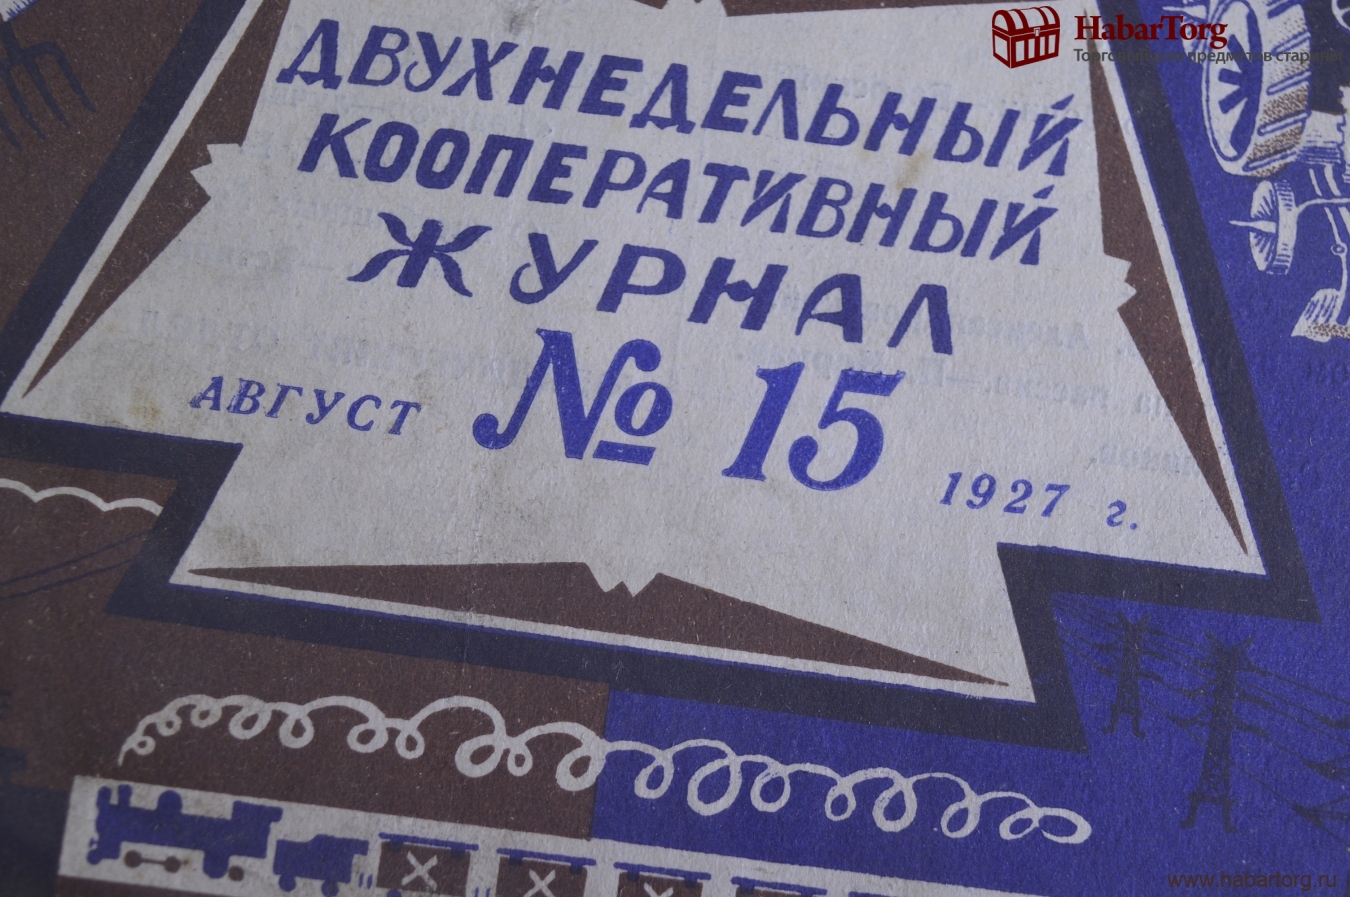 HabarTorg
ДВУХНЕДЕЛЬНЫЙ
КООПЕРАТИВНЫЙ
ЖУРНАЛ
АВГУСТ № 15 1927 г.
www.habartorg.ru